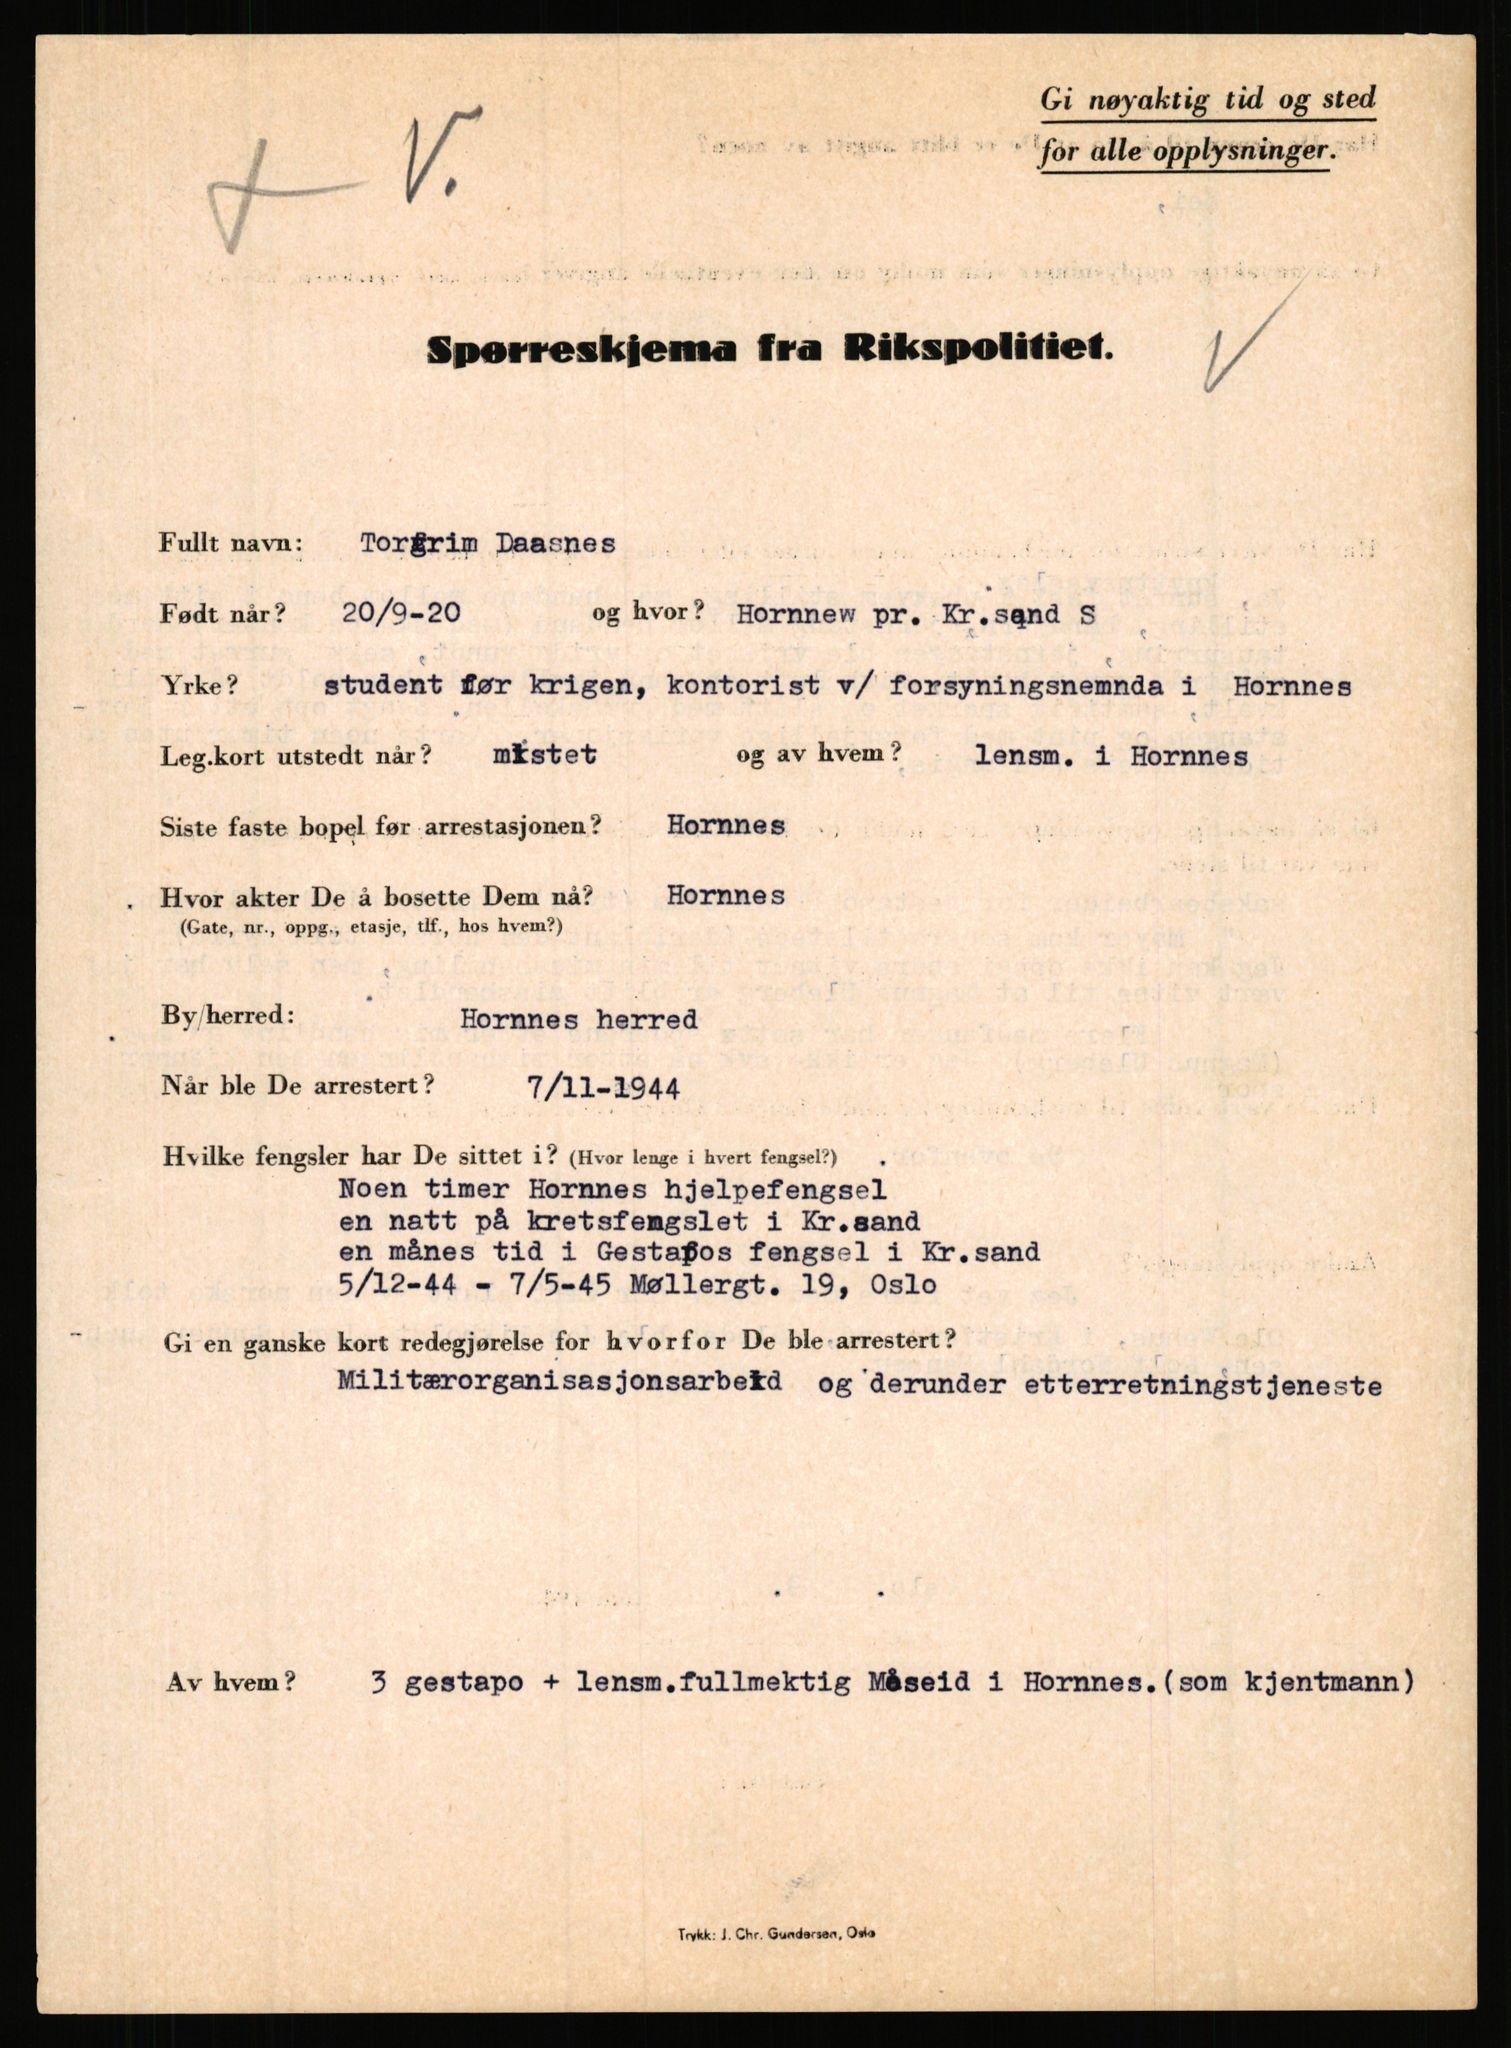 Gi nøyaktig tid og sted
for alle opplysninger.
V.
Spørreskjema fra Rikspolitiet.
Fullt navn: Torgrim Daasnes
Født når? 20/9-20 og hvor? Hornnew pr. Kr.sand S
Yrke? student før krigen, kontorist v/ forsyningsnemnda i Hornnes
Leg.kort utstedt når? mistet og av hvem? lensm. i Hornnes
Siste faste bopel før arrestasjonen? Hornnes
Hvor akter De å bosette Dem nå? Hornnes
(Gate, nr., oppg., etasje, tlf., hos hvem?)
By/herred: Hornnes herred
Når ble De arrestert? 7/11-1944
Hvilke fengsler har De sittet i? (Hvor lenge i hvert fengsel?)
Noen timer Hornnes hjelpefengsel
en natt på kretsfengslet i Kr.sand
en månes tid i Gestapos fengsel i Kr.sand
5/12-44 - 7/5-45 Møllergt. 19, Oslo
Gi en ganske kort redegjørelse for hvorfor De ble arrestert?
Militærorganisasjonsarbeid og derunder etterretningstjeneste
Av hvem? 3 gestapo + lensm.fullmektig Måseid i Hornnes.(som kjentmann)
Trykk: J. Chr. Gundersen, Oslo